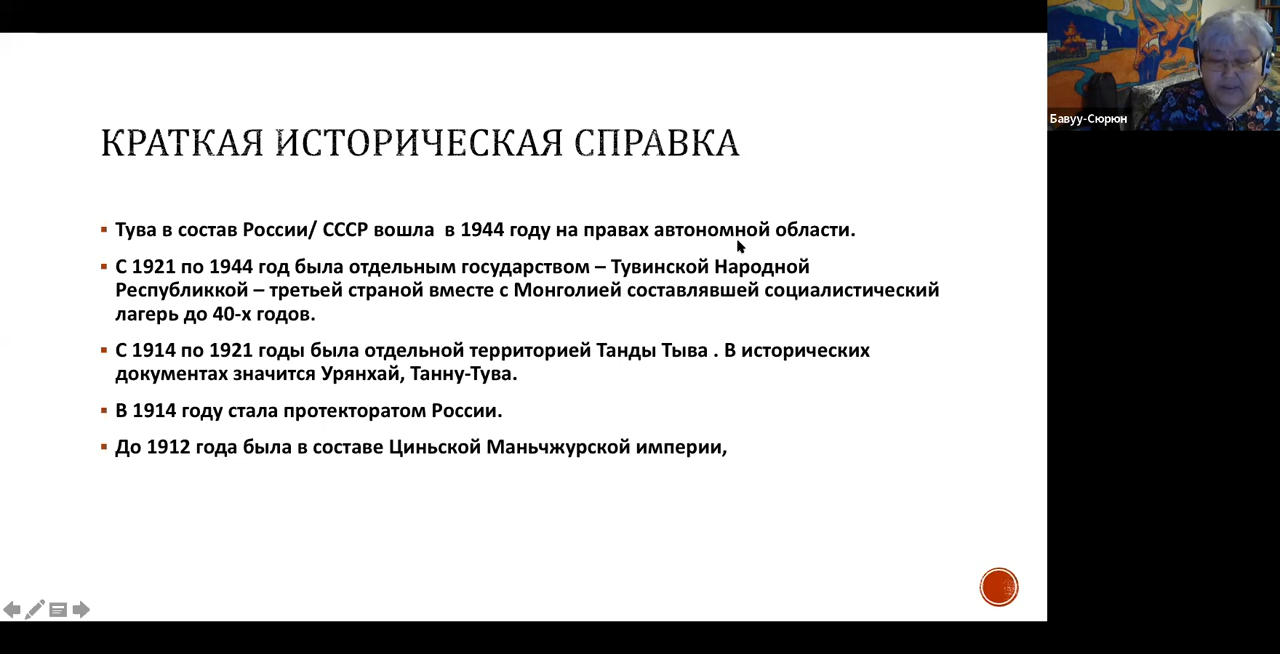 КРАТКАЯ ИСТОРИЧЕСКАЯ СПРАВКА
Тува в состав России/ СССР вошла в 1944 году на правах автономной области.
С 1921 по 1944 год была отдельным государством – Тувинской Народной
Республиккой – третьей страной вместе с Монголией составлявшей социалистический
лагерь до 40-х годов.
С 1914 по 1921 годы была отдельной территорией Танды Тыва . В исторических
документах значится Урянхай, Танну-Тува.
В 1914 году стала протекторатом России.
До 1912 года была в составе Циньской Маньчжурской империи,
Бавуу-Сюрюн